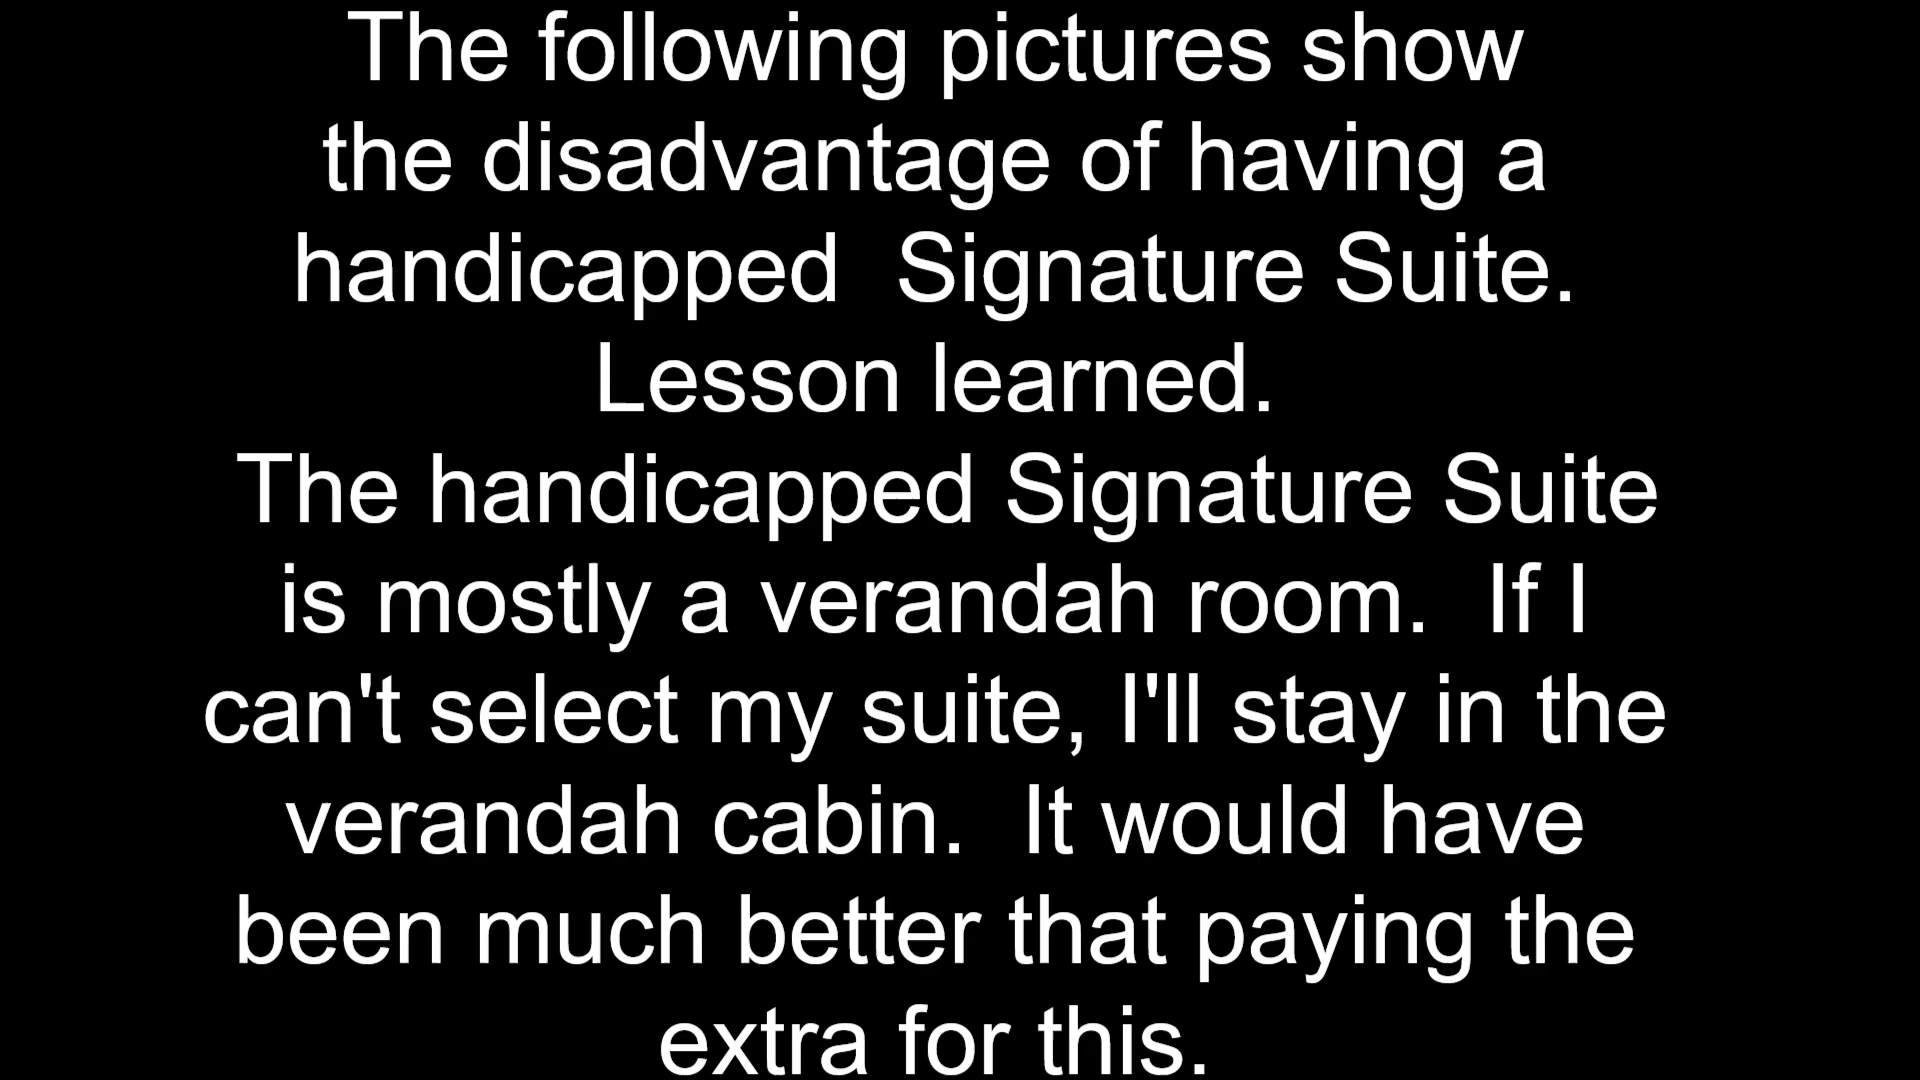 The following pictures show
the disadvantage of having a
handicapped  Signature Suite.
Lesson learned.
The handicapped Signature Suite
is mostly a verandah room.  If I
can't select my suite, I'll stay in the
verandah cabin.  It would have
been much better that paying the
extra for this.